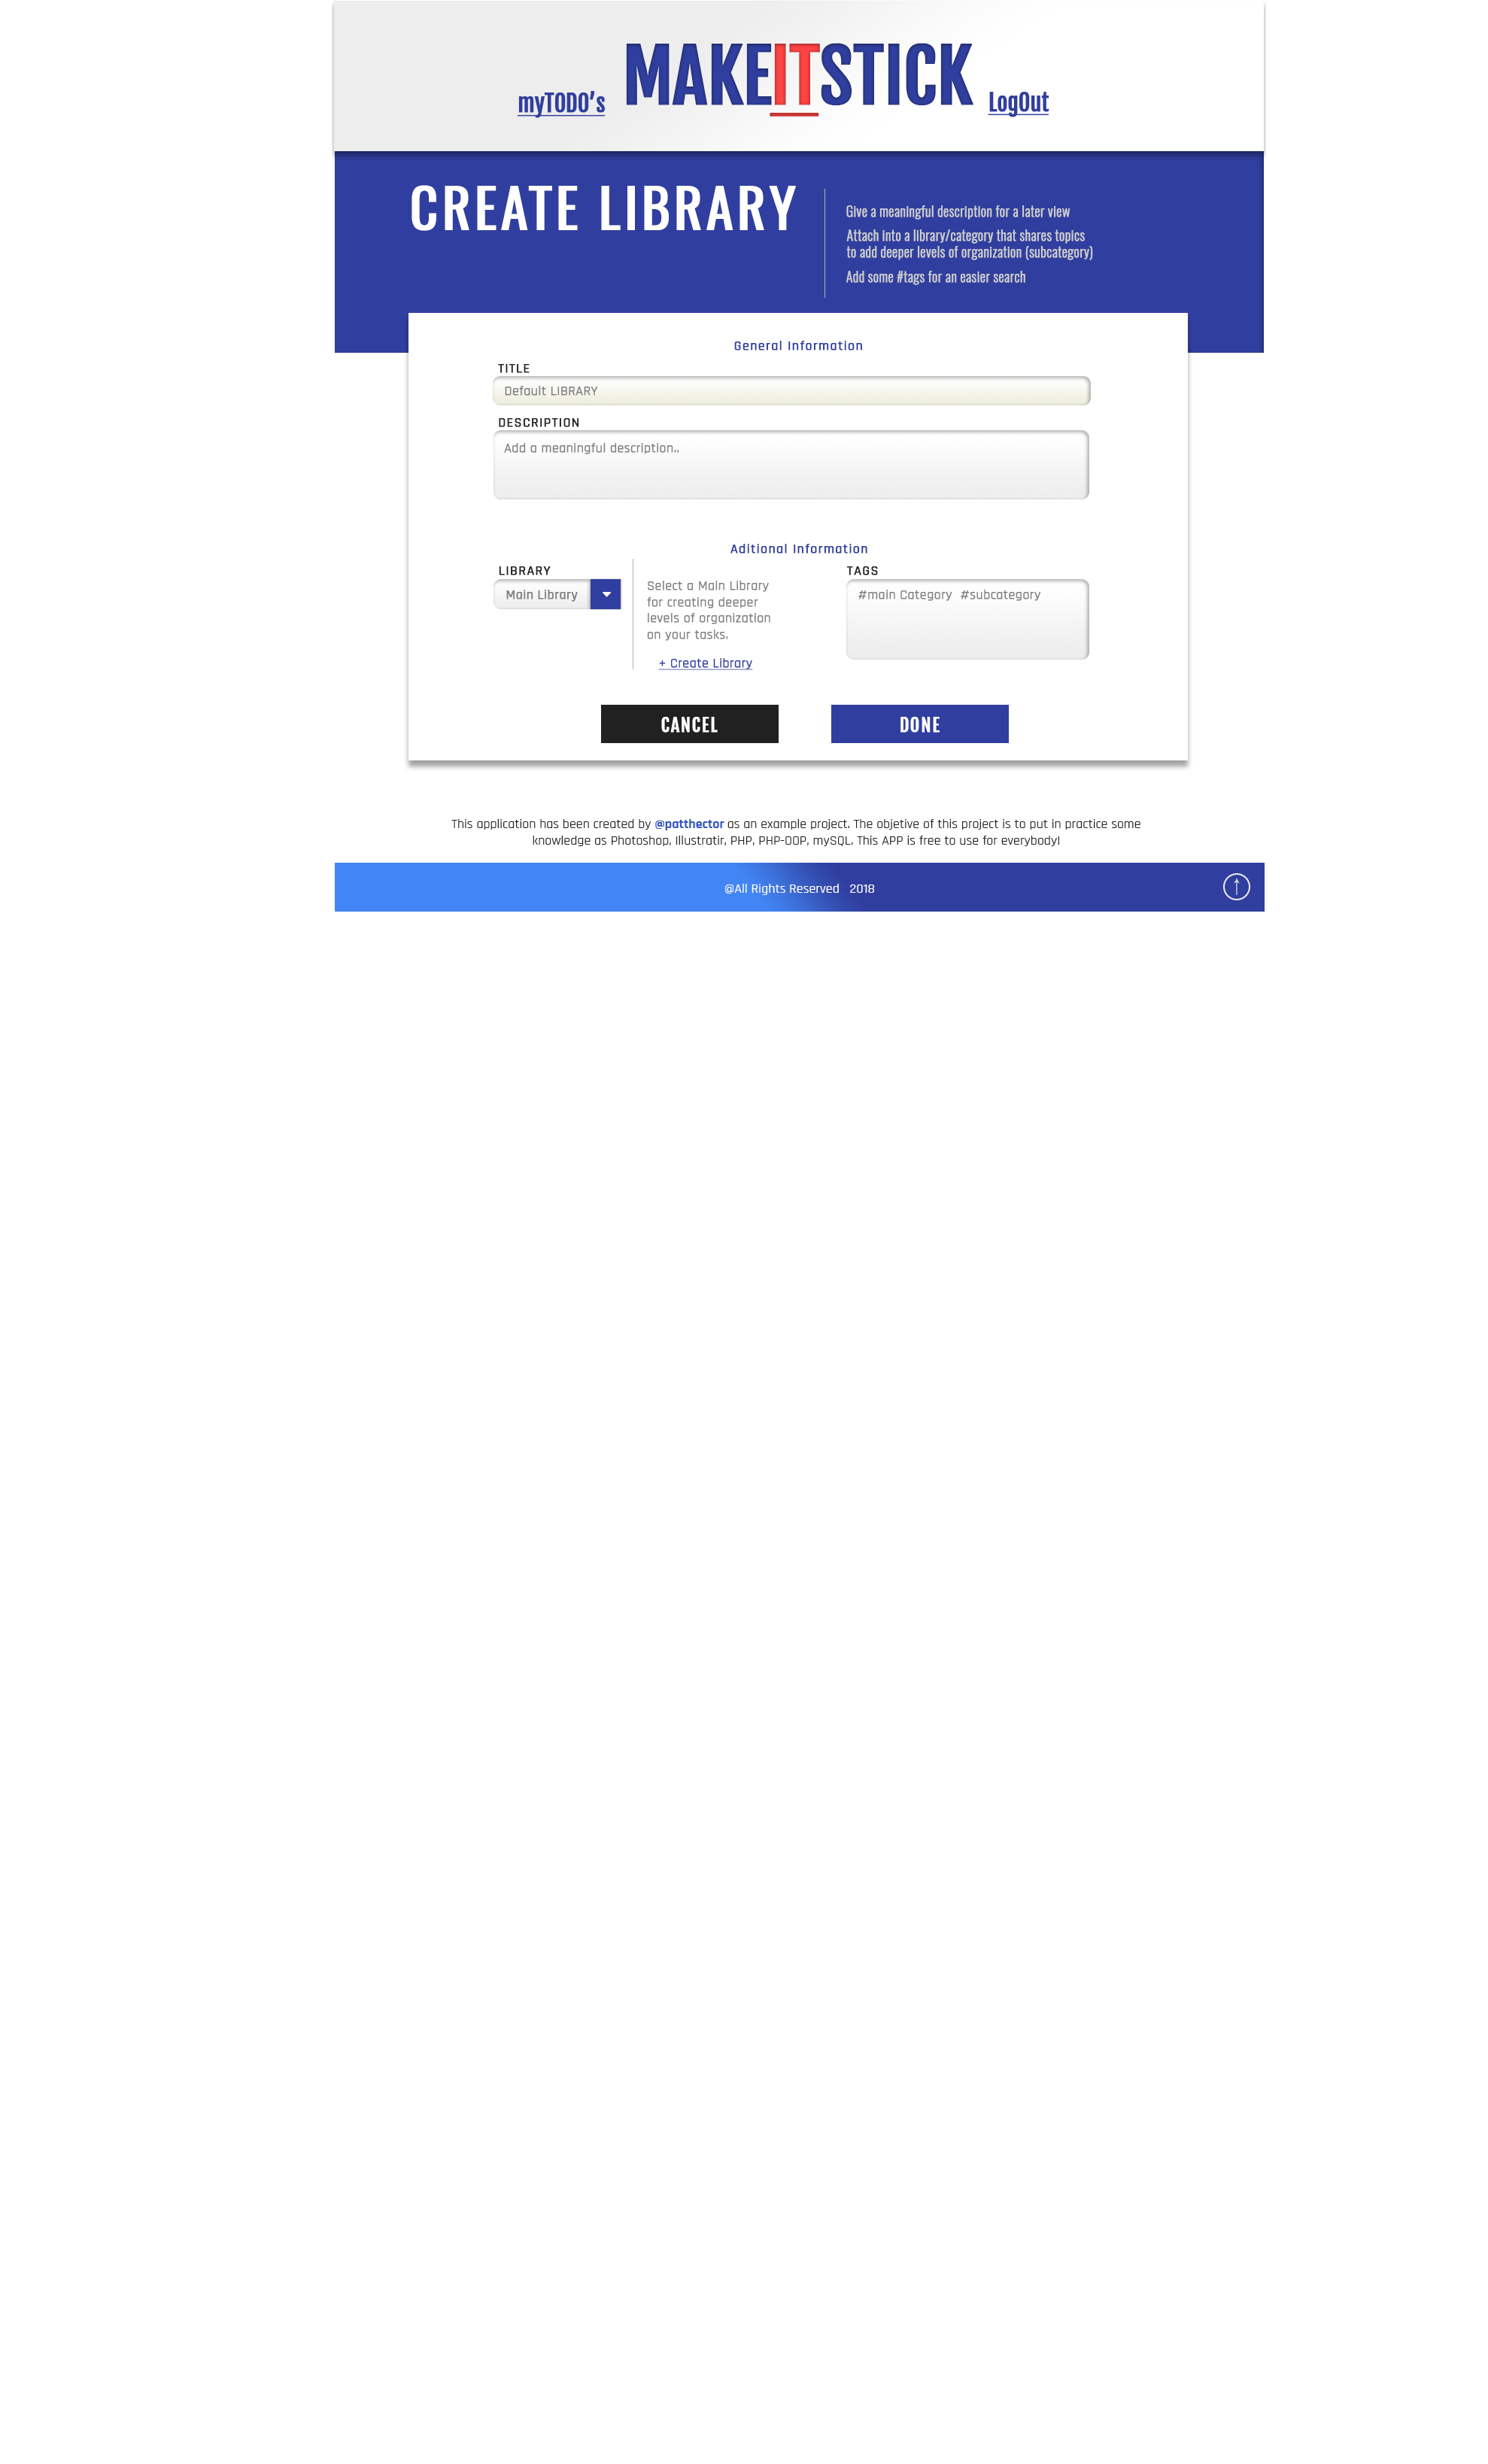 myTODO's
MAKEITSTICK
LogOut
CREATE LIBRARY
Give a meaningful description for a later view
Attach into a library/category that shares topics
to add deeper levels of organization (subcategory)
Add some #tags for an easier search
General Information
TITLE
Default LIBRARY
DESCRIPTION
Add a meaningful description..
Aditional Information
LIBRARY
Main Library
Select a Main Library
for creating deeper
levels of organization
on your tasks.
+ Create Library
TAGS
#main Category #subcategory
CANCEL
DONE
This application has been created by @patthector as an example project. The objetive of this project is to put in practice some
knowledge as Photoshop, Illustratir, PHP, PHP-OOP, mySQL. This APP is free to use for everybody!
@All Rights Reserved 2018